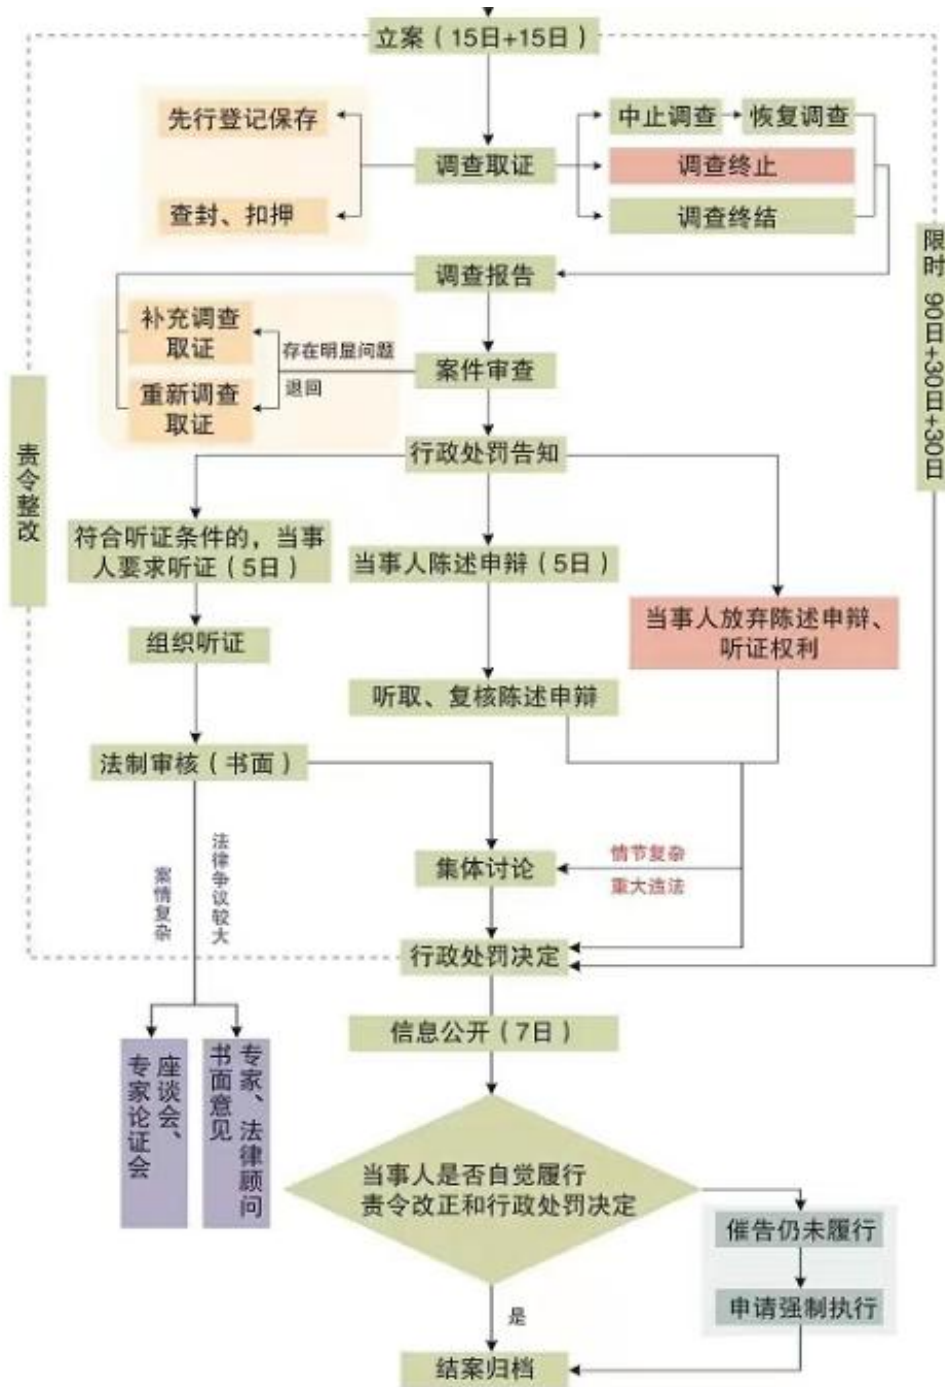 立案（15日+15日）
先行登记保存
中止调查
恢复调查
调查取证
调查终止
查封、扣押
调查终结
限时 90日+30日+30日
调查报告
补充调查
取证
存在明显问题
退回
案件审查
重新调查
取证
责令整改
行政处罚告知
符合听证条件的，当事
人要求听证（5日）
当事人陈述申辩（5日）
当事人放弃陈述申辩、
听证权利
组织听证
听取、复核陈述申辩
法制审核（书面）
案情复杂
法律争议较大
集体讨论
情节复杂
重大违法
行政处罚决定
信息公开（7日）
座谈会、
专家论证会
专家、法律顾问
书面意见
当事人是否自觉履行
责令改正和行政处罚决定
催告仍未履行
申请强制执行
是
结案归档